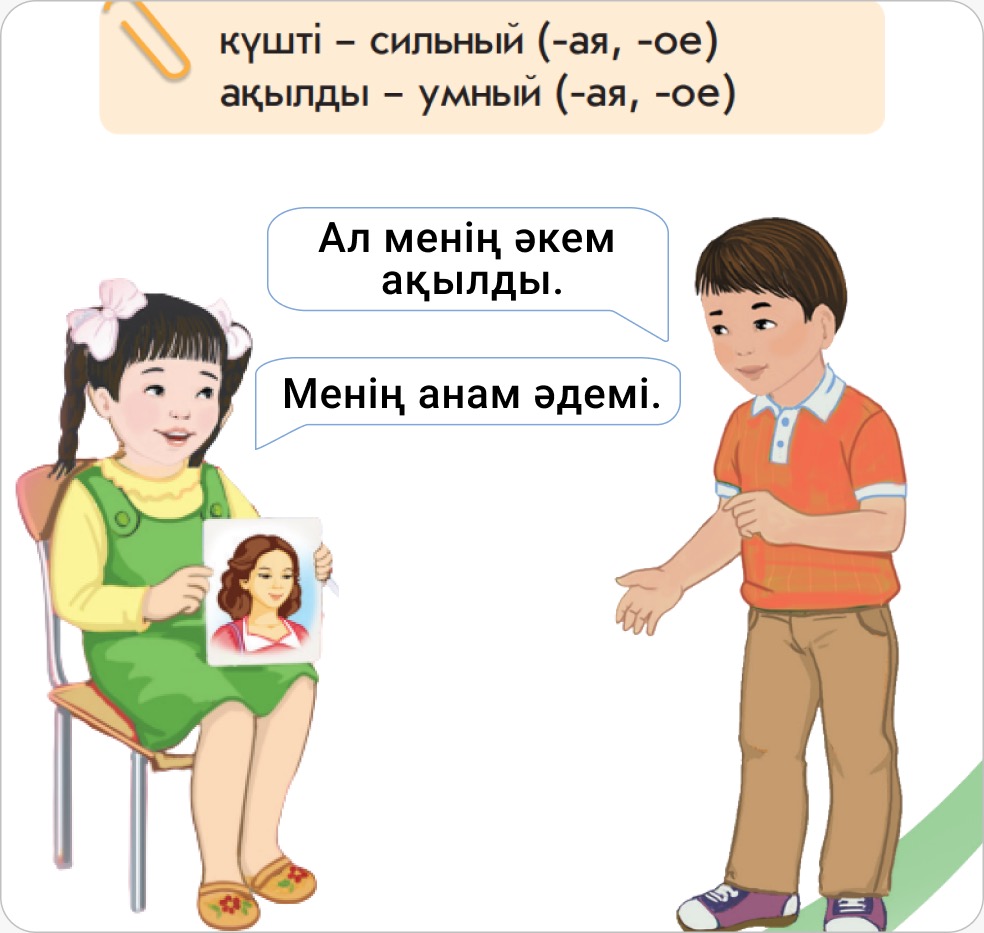 күшті – сильный (-ая, -ое)
ақылды – умный (-ая, -ое)
Ал менің әкем
ақылды.
Менің анам әдемі.